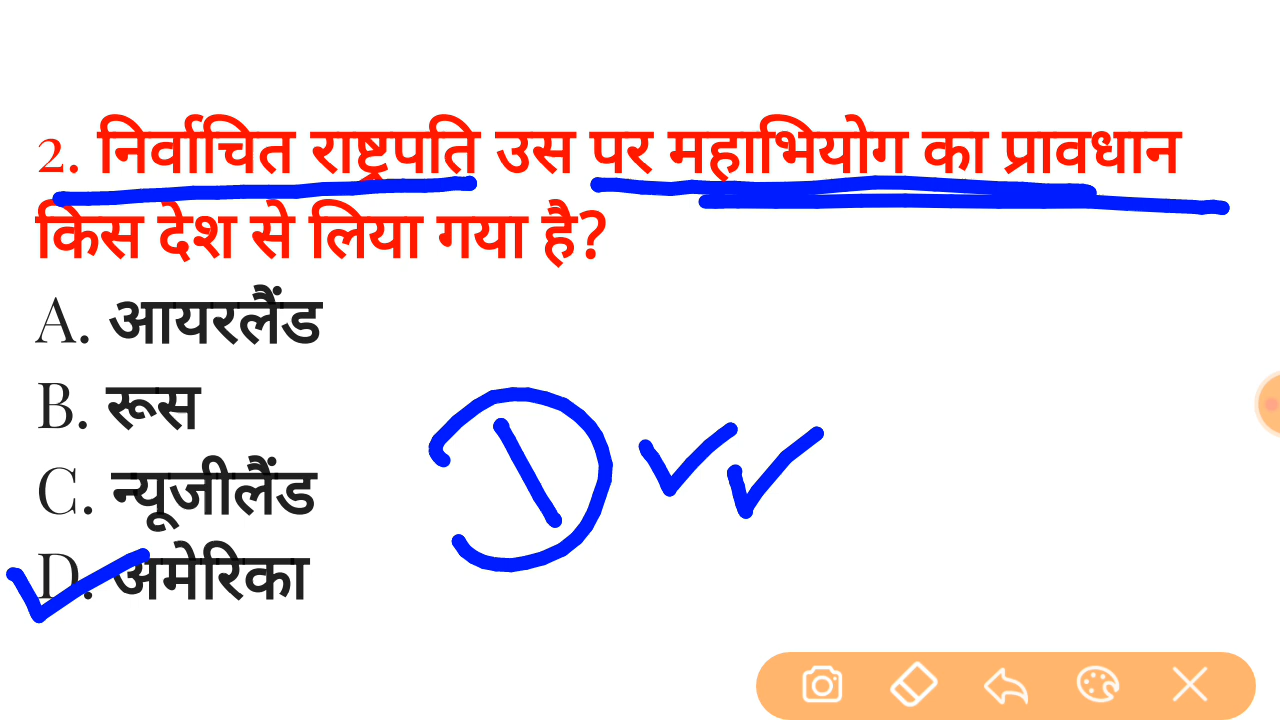 2. निर्वाचित राष्ट्रपति उस पर महाभियोग का प्रावधान
किस देश से लिया गया है?
A. आयरलैंड
B. रूस
C. न्यूजीलैंड
D. अमेरिका
D